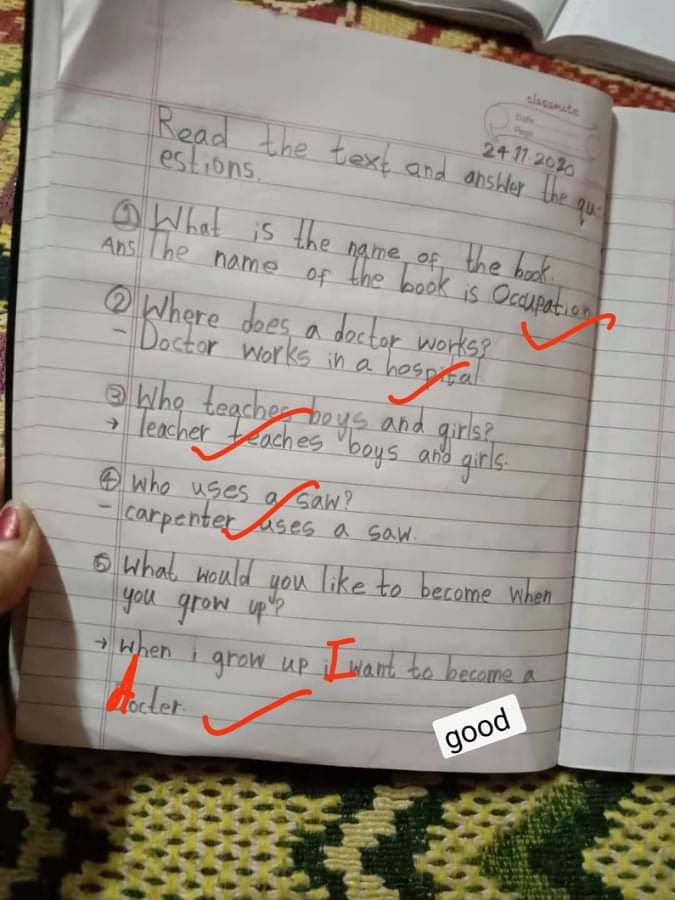 classmate
Date
Page
24.11.2020
Read the text and answer the qu-
estions.
① What is the name of the book.
Ans The name of the book is Occupation
② Where does a doctor works?
- Doctor works in a hospital
③ Who teaches boys and girls?
→ Teacher teaches boys and girls.
④ who uses a saw?
- carpenter uses a saw.
⑤ What would you like to become when
you grow up?
→ when i grow up i I want to become a
docter.
good